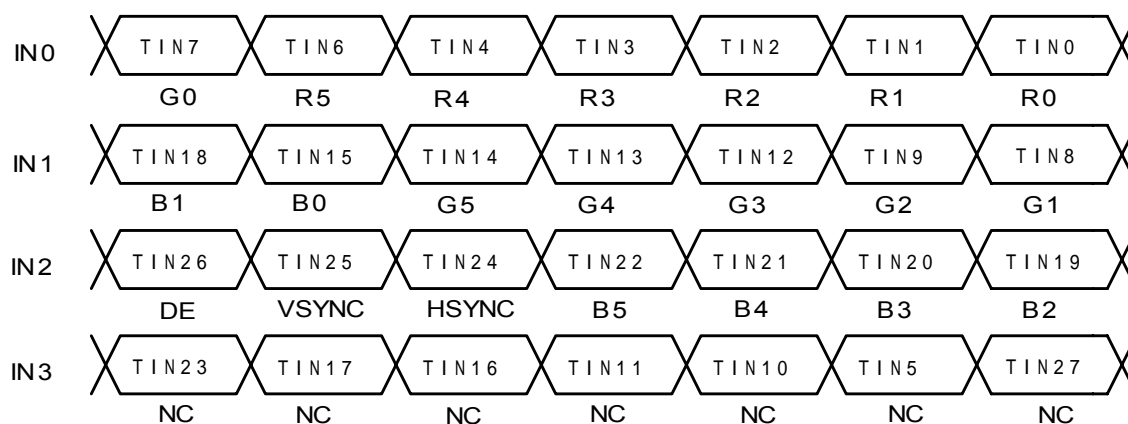 IN0 TIN7 TIN6 TIN4 TIN3 TIN2 TIN1 TIN0
G0 R5 R4 R3 R2 R1 R0
IN1 TIN18 TIN15 TIN14 TIN13 TIN12 TIN9 TIN8
B1 B0 G5 G4 G3 G2 G1
IN2 TIN26 TIN25 TIN24 TIN22 TIN21 TIN20 TIN19
DE VSYNC HSYNC B5 B4 B3 B2
IN3 TIN23 TIN17 TIN16 TIN11 TIN10 TIN5 TIN27
NC NC NC NC NC NC NC